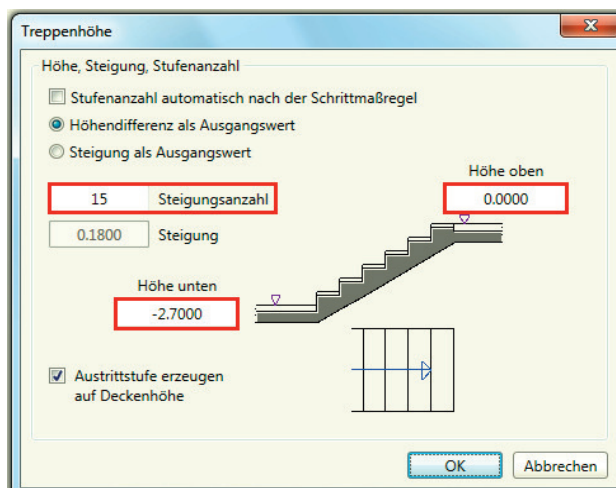 Treppenhöhe
Höhe, Steigung, Stufenanzahl
Stufenanzahl automatisch nach der Schrittmaßregel
Höhendifferenz als Ausgangswert
Steigung als Ausgangswert
Höhe oben
15 Steigungsanzahl 0.0000
0.1800 Steigung
Höhe unten
-2.7000
Austrittstufe erzeugen
auf Deckenhöhe
OK Abbrechen